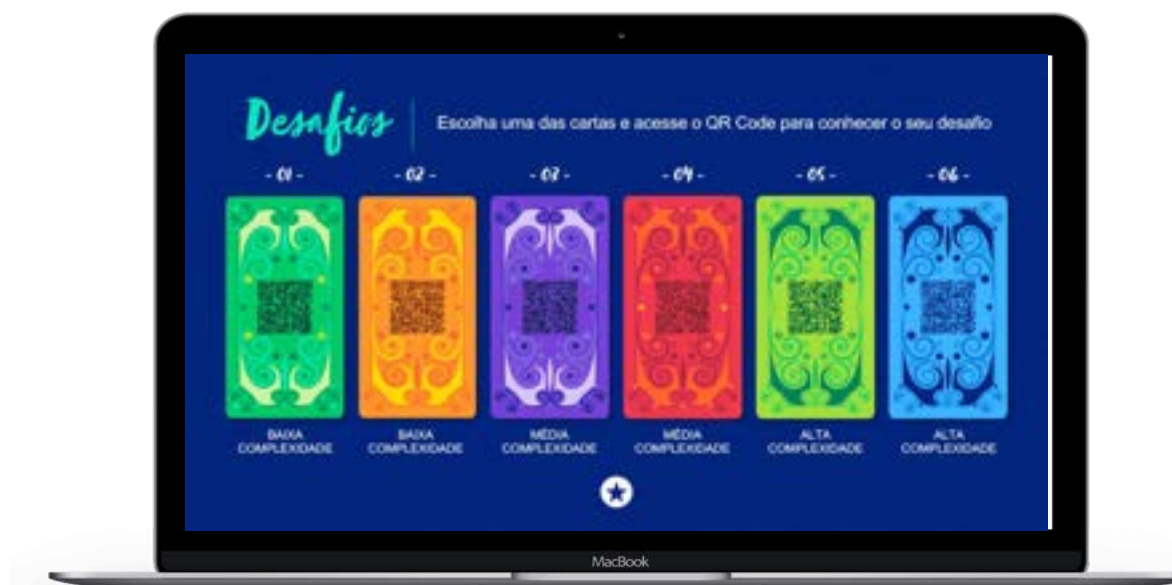 Desafios
Escolha uma das cartas e acesse o QR Code para conhecer o seu desafio
- 01 -
- 02 -
- 03 -
- 04 -
- 05 -
- 06 -
BAIXA
COMPLEXIDADE
BAIXA
COMPLEXIDADE
MÉDIA
COMPLEXIDADE
MÉDIA
COMPLEXIDADE
ALTA
COMPLEXIDADE
ALTA
COMPLEXIDADE
MacBook